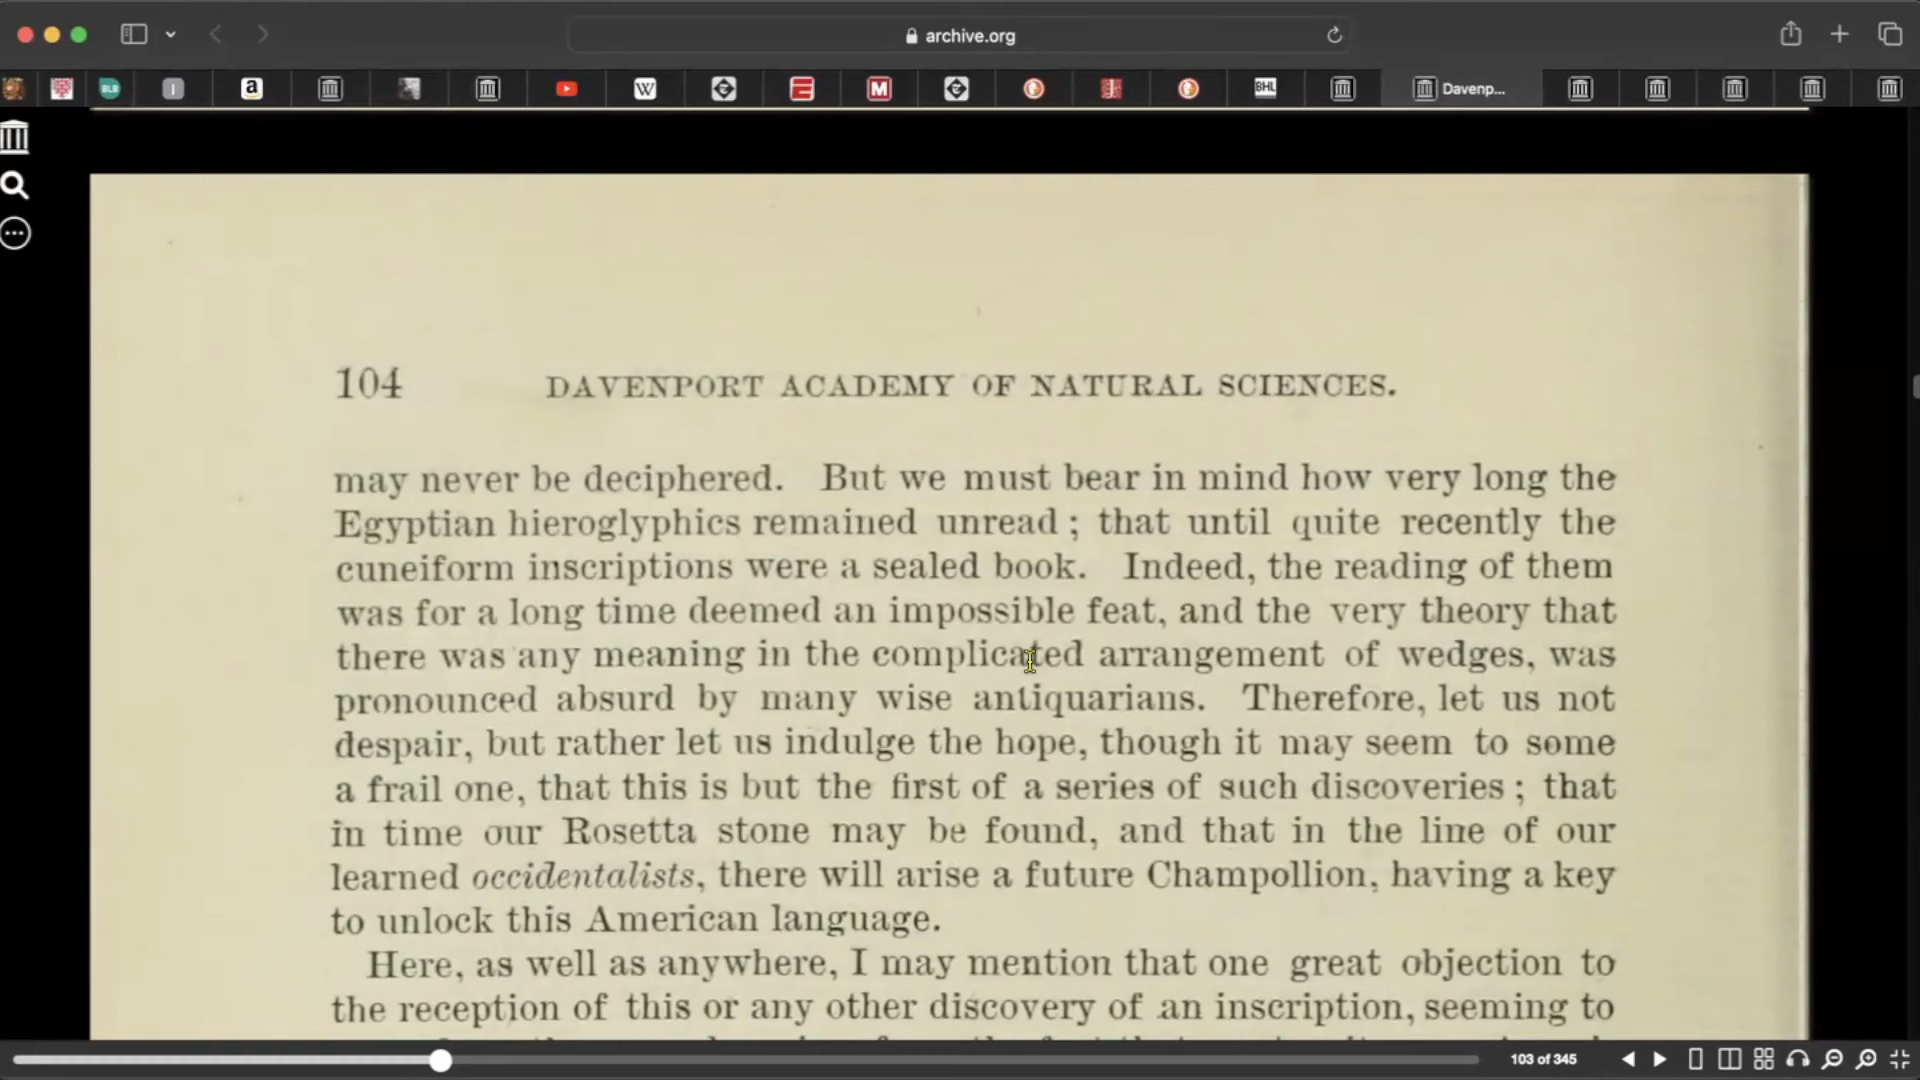 archive.org
BLB
a
W
M
BHL
Davenp...
104 DAVENPORT ACADEMY OF NATURAL SCIENCES.
may never be deciphered. But we must bear in mind how very long the
Egyptian hieroglyphics remained unread ; that until quite recently the
cuneiform inscriptions were a sealed book. Indeed, the reading of them
was for a long time deemed an impossible feat, and the very theory that
there was any meaning in the complicated arrangement of wedges, was
pronounced absurd by many wise antiquarians. Therefore, let us not
despair, but rather let us indulge the hope, though it may seem to some
a frail one, that this is but the first of a series of such discoveries ; that
in time our Rosetta stone may be found, and that in the line of our
learned occidentalists, there will arise a future Champollion, having a key
to unlock this American language.
Here, as well as anywhere, I may mention that one great objection to
the reception of this or any other discovery of an inscription, seeming to
103 of 345